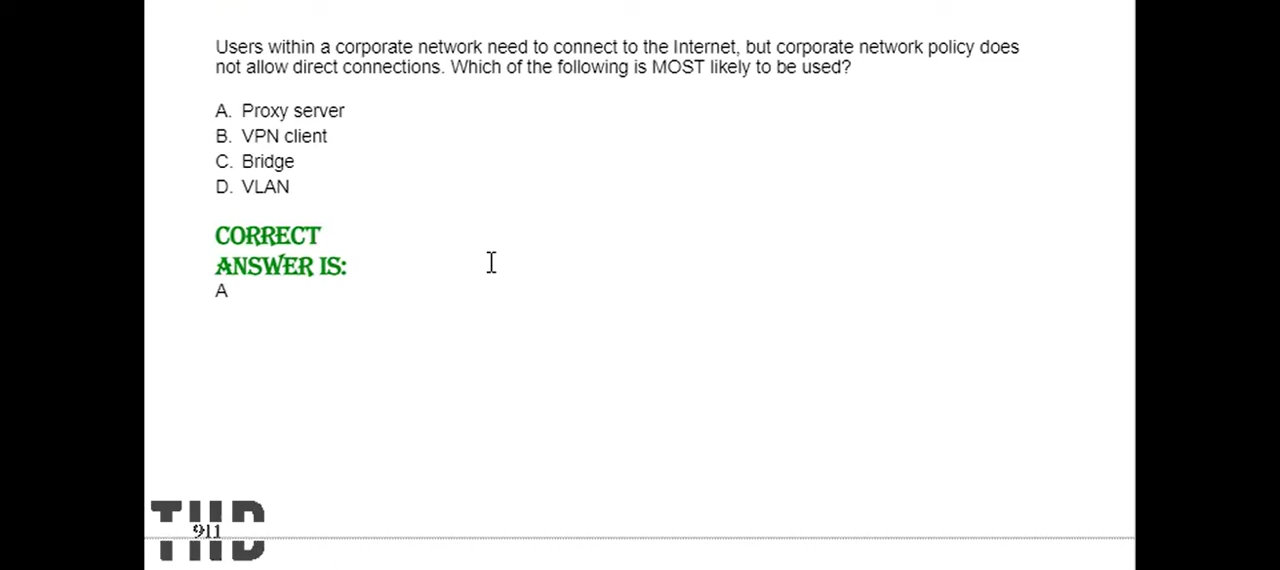 Users within a corporate network need to connect to the Internet, but corporate network policy does
not allow direct connections. Which of the following is MOST likely to be used?
A. Proxy server
B. VPN client
C. Bridge
D. VLAN
CORRECT
ANSWER IS:
A
THD
911